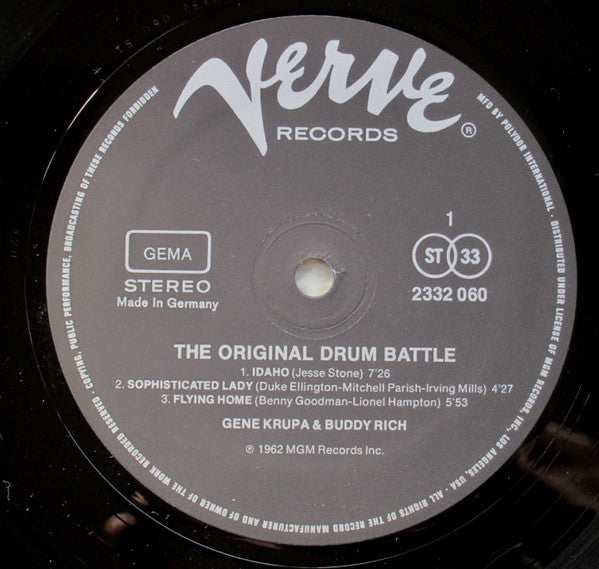 VERVE
RECORDS ®
GEMA
STEREO
Made in Germany
1
ST 33
2332 060
THE ORIGINAL DRUM BATTLE
1. IDAHO (Jesse Stone) 7'26
2. SOPHISTICATED LADY (Duke Ellington-Mitchell Parish-Irving Mills) 4'27
3. FLYING HOME (Benny Goodman-Lionel Hampton) 5'53
GENE KRUPA & BUDDY RICH
℗ 1962 MGM Records Inc.
MFD BY POLYDOR INTERNATIONAL · DISTRIBUTED UNDER LICENSE OF MGM RECORDS, INC., LOS ANGELES, USA · ALL RIGHTS OF THE RECORD MANUFACTURER AND OF OWNER OF THE WORK RECORDED RESERVED · COPYING, PUBLIC PERFORMANCE, BROADCASTING OF THESE RECORDS FORBIDDEN